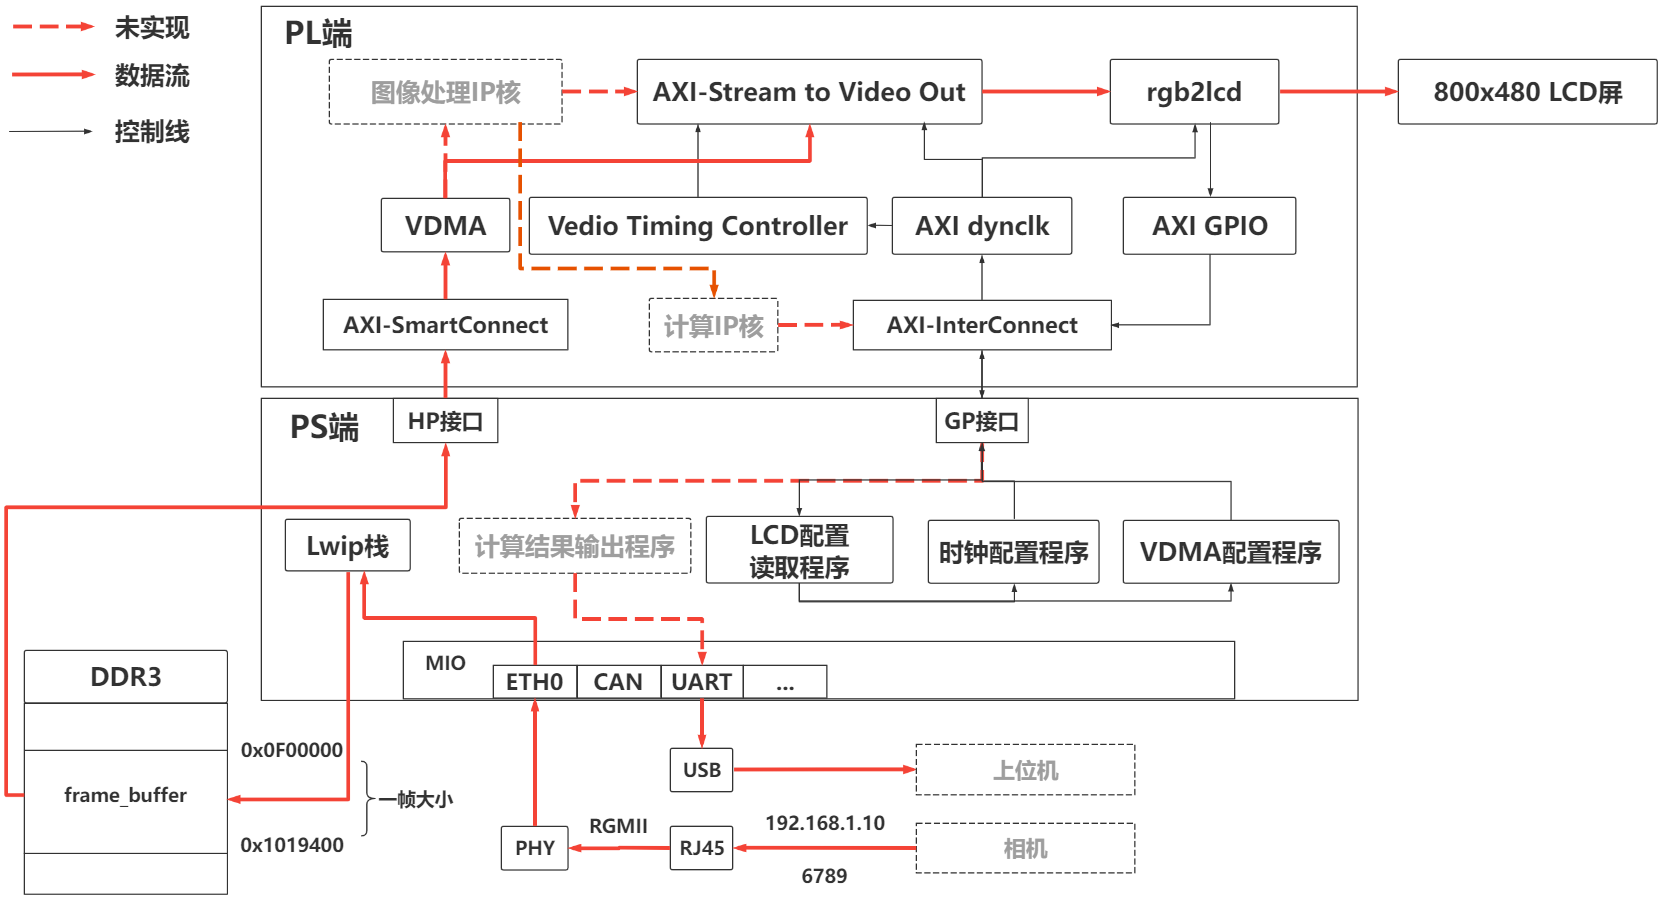 未实现
数据流
控制线
PL端
图像处理IP核
AXI-Stream to Video Out
rgb2lcd
800x480 LCD屏
VDMA
Vedio Timing Controller
AXI dynclk
AXI GPIO
AXI-SmartConnect
计算IP核
AXI-InterConnect
PS端
HP接口
GP接口
Lwip栈
计算结果输出程序
LCD配置
读取程序
时钟配置程序
VDMA配置程序
MIO
ETH0
CAN
UART
...
DDR3
0x0F00000
frame_buffer
一帧大小
0x1019400
USB
上位机
PHY
RGMII
RJ45
192.168.1.10
相机
6789